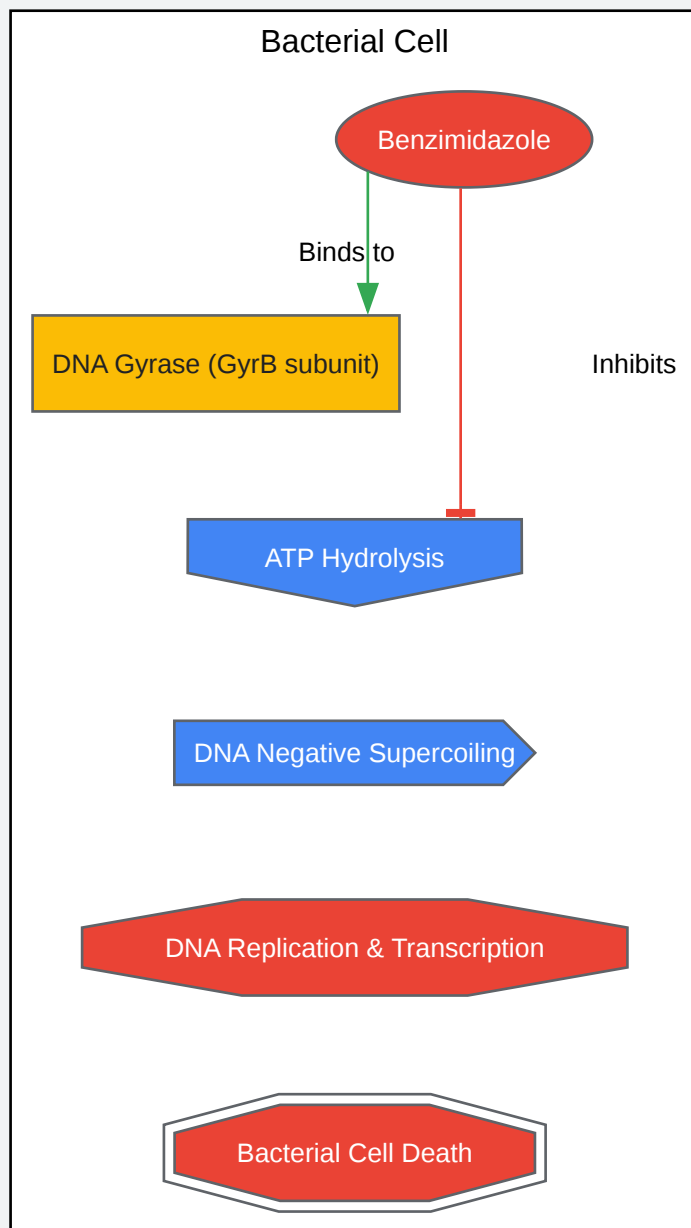 Bacterial Cell
Benzimidazole
Binds to
DNA Gyrase (GyrB subunit)
Inhibits
ATP Hydrolysis
DNA Negative Supercoiling
DNA Replication & Transcription
Bacterial Cell Death